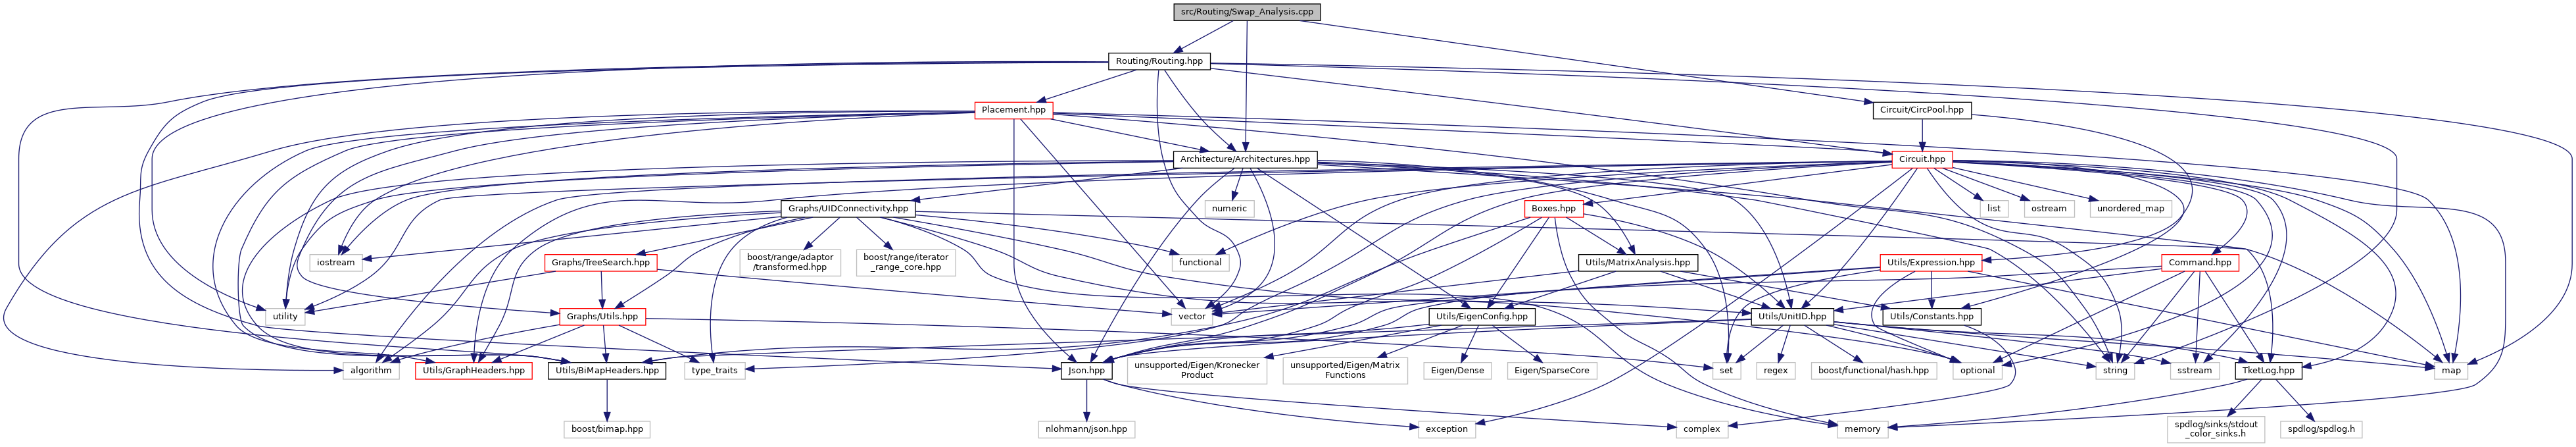 src/Routing/Swap_Analysis.cpp
Routing/Routing.hpp
Placement.hpp
Circuit/CircPool.hpp
Architecture/Architectures.hpp
Circuit.hpp
Graphs/UIDConnectivity.hpp
numeric
Boxes.hpp
list
ostream
unordered_map
iostream
Graphs/TreeSearch.hpp
boost/range/adaptor
/transformed.hpp
boost/range/iterator
_range_core.hpp
functional
Utils/MatrixAnalysis.hpp
Utils/Expression.hpp
Command.hpp
utility
Graphs/Utils.hpp
vector
Utils/EigenConfig.hpp
Utils/UnitID.hpp
Utils/Constants.hpp
algorithm
Utils/GraphHeaders.hpp
Utils/BiMapHeaders.hpp
type_traits
Json.hpp
unsupported/Eigen/Kronecker
Product
unsupported/Eigen/Matrix
Functions
Eigen/Dense
Eigen/SparseCore
set
regex
boost/functional/hash.hpp
optional
string
sstream
TketLog.hpp
map
boost/bimap.hpp
nlohmann/json.hpp
exception
complex
memory
spdlog/sinks/stdout
_color_sinks.h
spdlog/spdlog.h